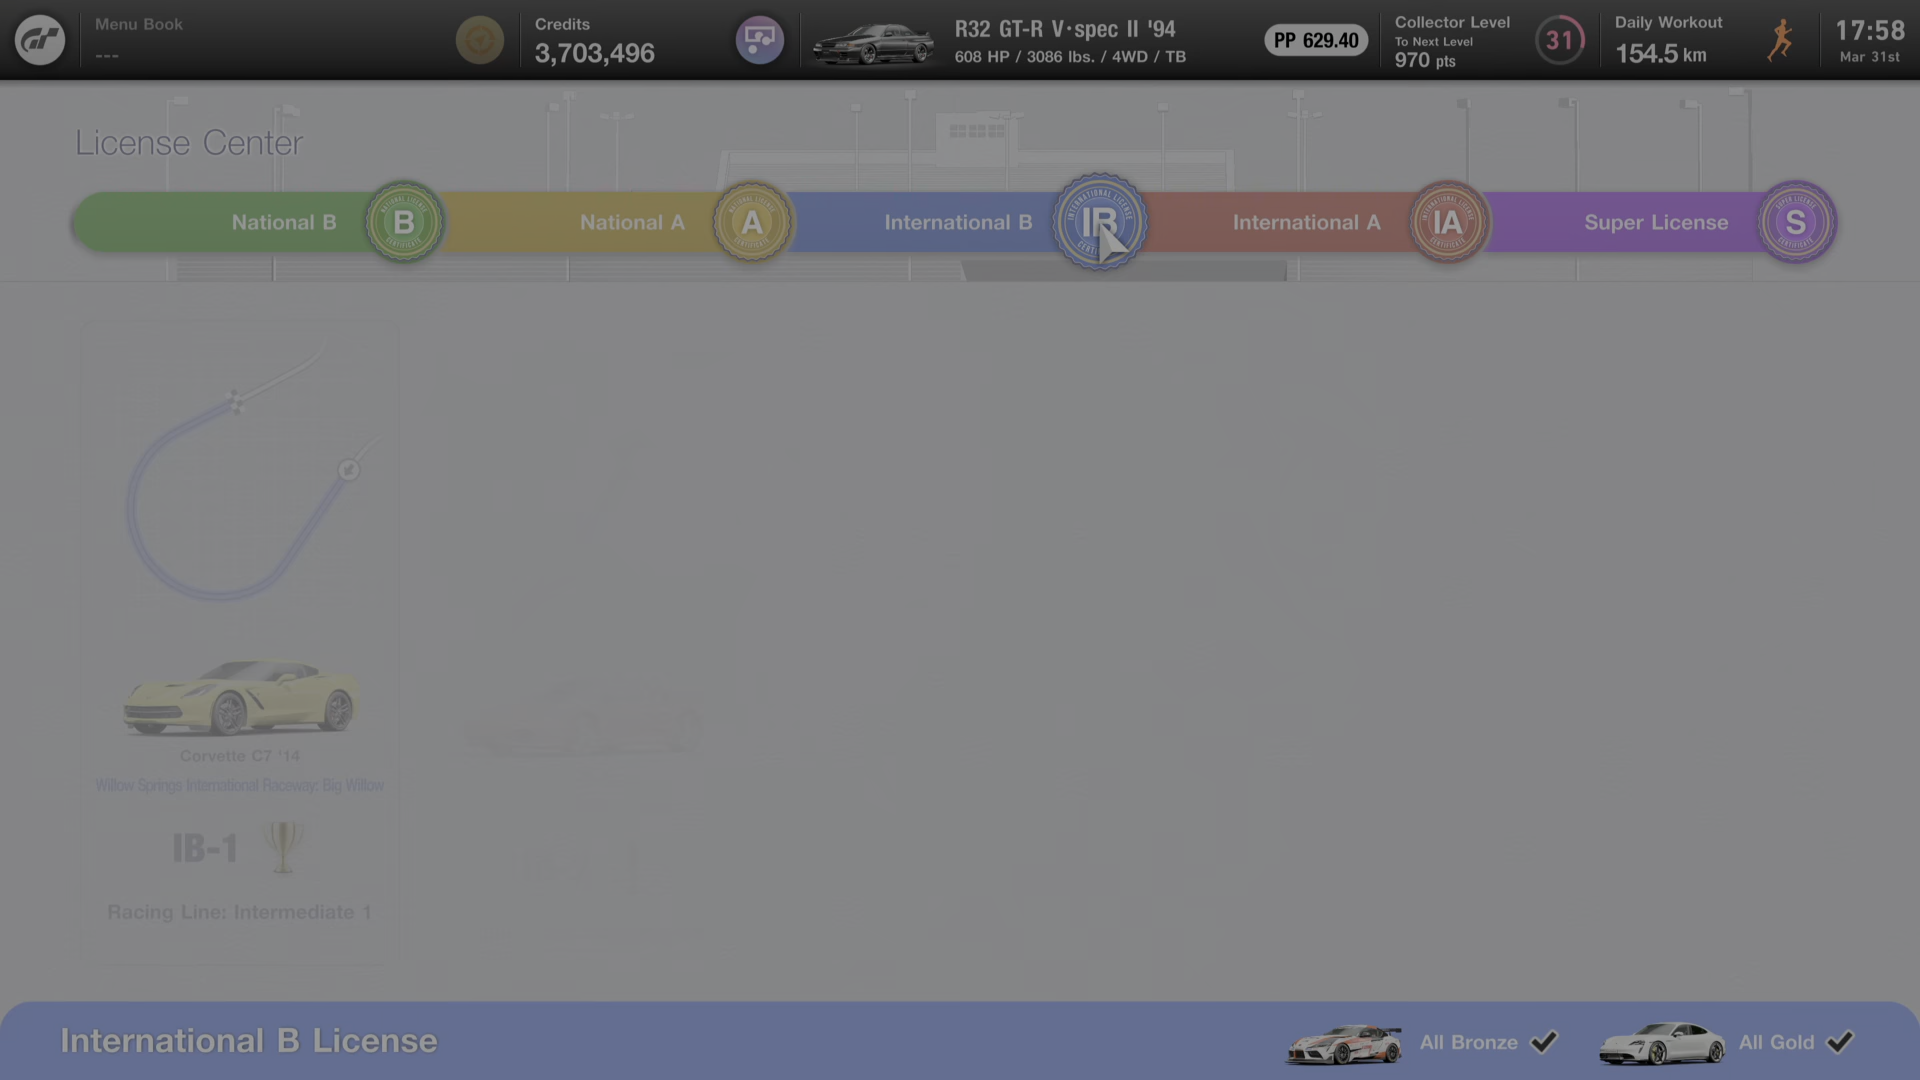 Menu Book
---
Credits
3,703,496
R32 GT-R V·spec II '94
608 HP / 3086 lbs. / 4WD / TB
PP 629.40
Collector Level
To Next Level
970 pts
31
Daily Workout
154.5 km
17:58
Mar 31st
License Center
National B
B
National A
A
International B
IB
International A
IA
Super License
S
Corvette C7 '14
Willow Springs International Raceway: Big Willow
IB-1
Racing Line: Intermediate 1
International B License
All Bronze
All Gold